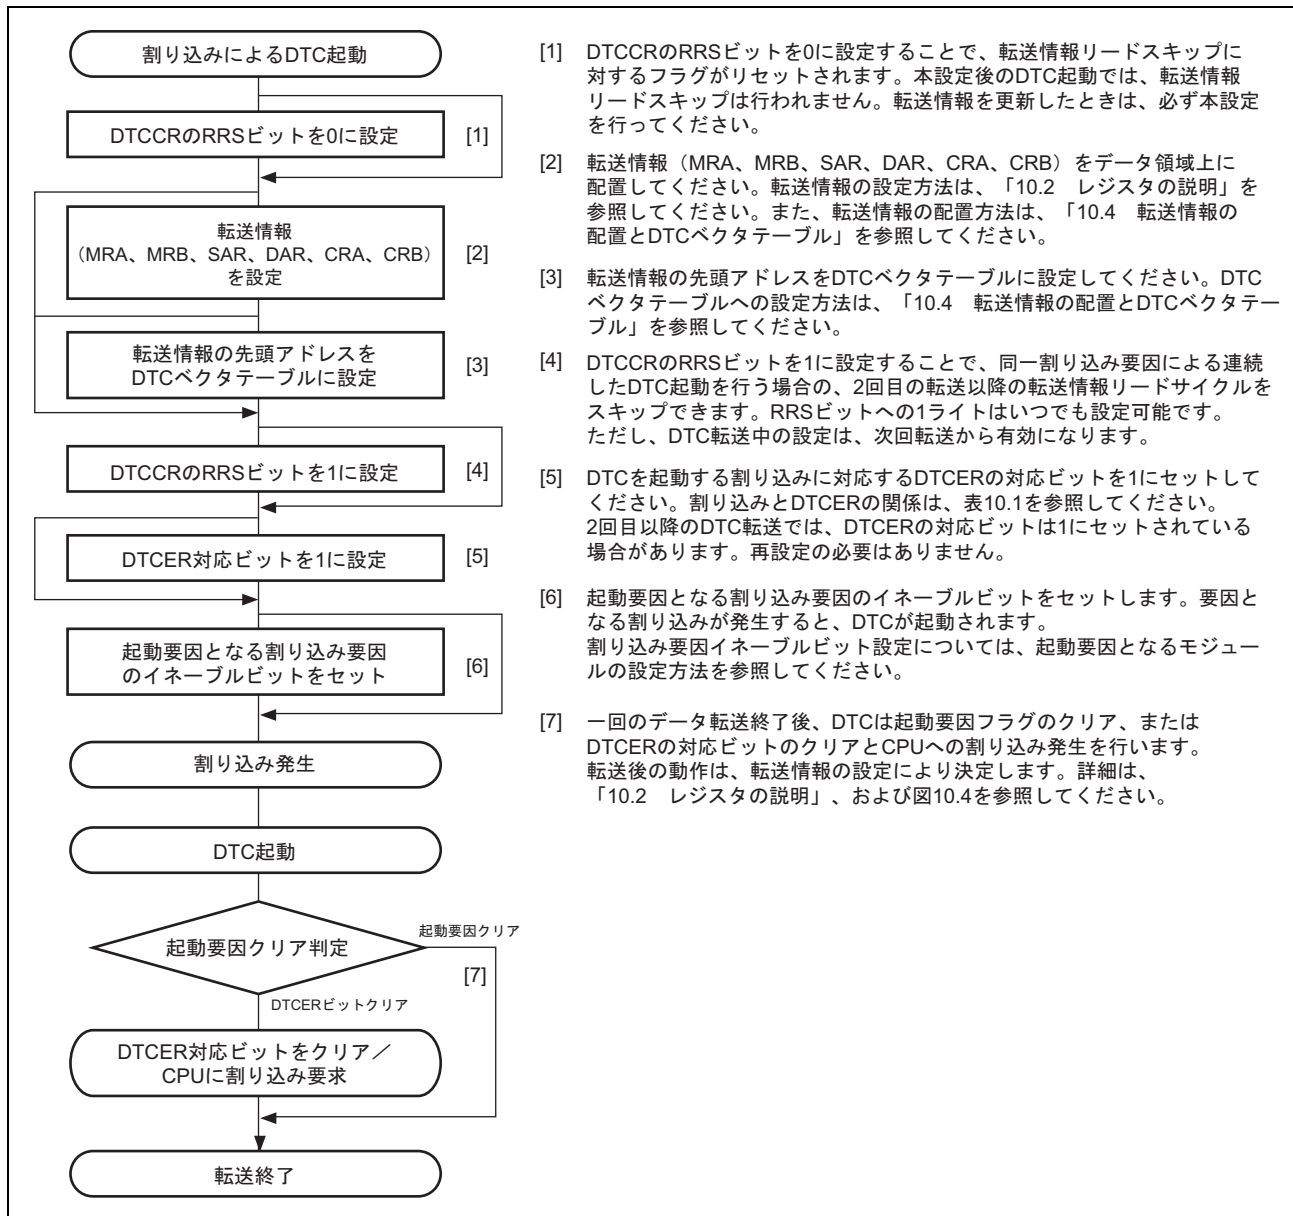 割り込みによるDTC起動
DTCCRのRRSビットを0に設定
[1]
転送情報
（MRA、MRB、SAR、DAR、CRA、CRB）
を設定
[2]
転送情報の先頭アドレスを
DTCベクタテーブルに設定
[3]
DTCCRのRRSビットを1に設定
[4]
DTCER対応ビットを1に設定
[5]
起動要因となる割り込み要因
のイネーブルビットをセット
[6]
割り込み発生
DTC起動
起動要因クリア判定
起動要因クリア
[7]
DTCERビットクリア
DTCER対応ビットをクリア／
CPUに割り込み要求
転送終了
[1] DTCCRのRRSビットを0に設定することで、転送情報リードスキップに
対するフラグがリセットされます。本設定後のDTC起動では、転送情報
リードスキップは行われません。転送情報を更新したときは、必ず本設定
を行ってください。
[2] 転送情報（MRA、MRB、SAR、DAR、CRA、CRB）をデータ領域上に
配置してください。転送情報の設定方法は、「10.2　レジスタの説明」を
参照してください。また、転送情報の配置方法は、「10.4　転送情報の
配置とDTCベクタテーブル」を参照してください。
[3] 転送情報の先頭アドレスをDTCベクタテーブルに設定してください。DTC
ベクタテーブルへの設定方法は、「10.4　転送情報の配置とDTCベクタテー
ブル」を参照してください。
[4] DTCCRのRRSビットを1に設定することで、同一割り込み要因による連続
したDTC起動を行う場合の、2回目の転送以降の転送情報リードサイクルを
スキップできます。RRSビットへの1ライトはいつでも設定可能です。
ただし、DTC転送中の設定は、次回転送から有効になります。
[5] DTCを起動する割り込みに対応するDTCERの対応ビットを1にセットして
ください。割り込みとDTCERの関係は、表10.1を参照してください。
2回目以降のDTC転送では、DTCERの対応ビットは1にセットされている
場合があります。再設定の必要はありません。
[6] 起動要因となる割り込み要因のイネーブルビットをセットします。要因と
なる割り込みが発生すると、DTCが起動されます。
割り込み要因イネーブルビット設定については、起動要因となるモジュー
ルの設定方法を参照してください。
[7] 一回のデータ転送終了後、DTCは起動要因フラグのクリア、または
DTCERの対応ビットのクリアとCPUへの割り込み発生を行います。
転送後の動作は、転送情報の設定により決定します。詳細は、
「10.2　レジスタの説明」、および図10.4を参照してください。